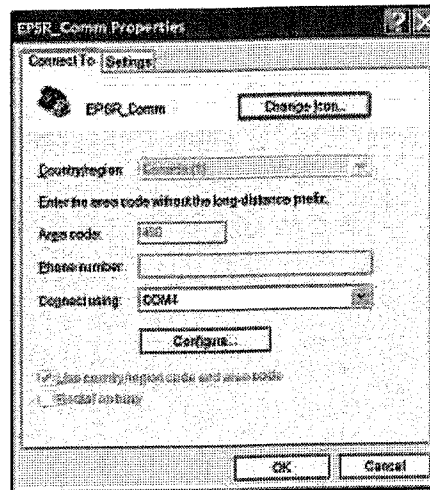 EPSR_Comm Properties
Connect To Settings
EPSR_Comm
Change Icon...
Country/region: Canada (1)
Enter the area code without the long-distance prefix.
Area code: 
Phone number:
Connect using: COM4
Configure...
Use country/region code and area code
Redial on busy
OK Cancel